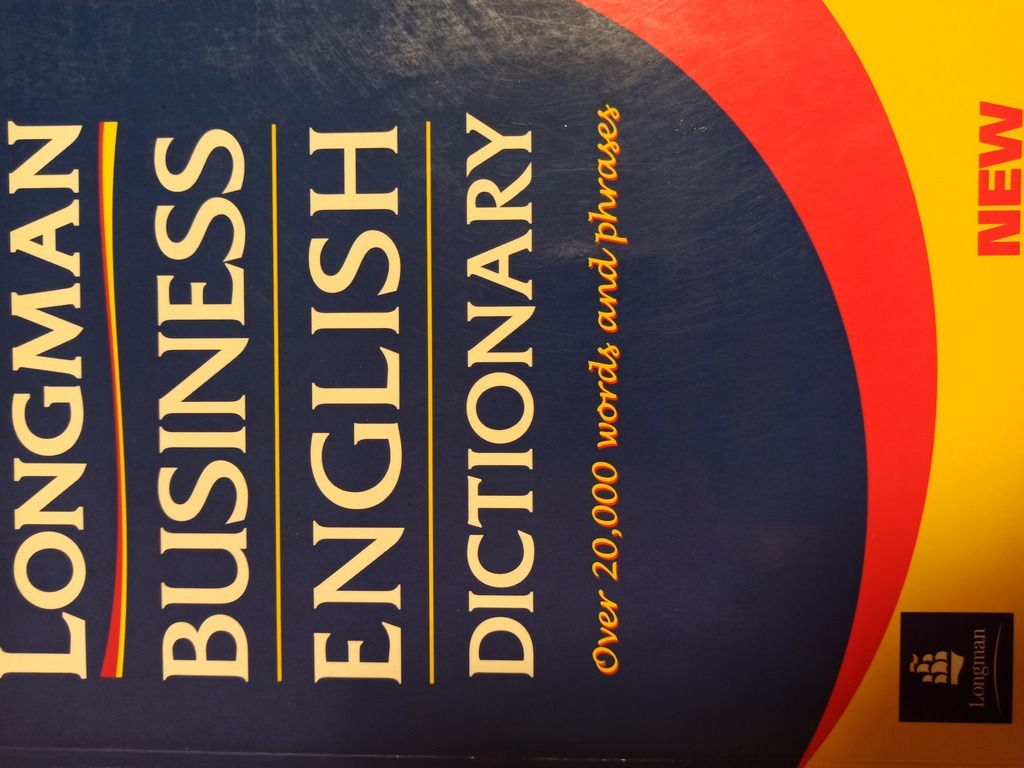 LONGMAN
BUSINESS
ENGLISH
DICTIONARY
Over 20,000 words and phrases
NEW
Longman